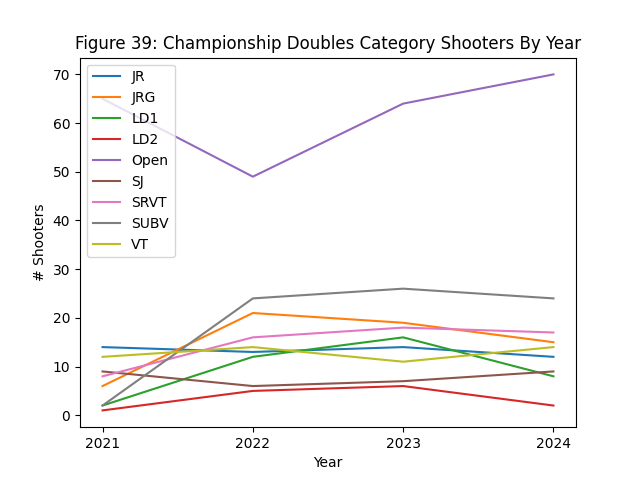 Figure 39: Championship Doubles Category Shooters By Year
# Shooters
70
60
50
40
30
20
10
0
JR
JRG
LD1
LD2
Open
SJ
SRVT
SUBV
VT
2021 2022 2023 2024
Year